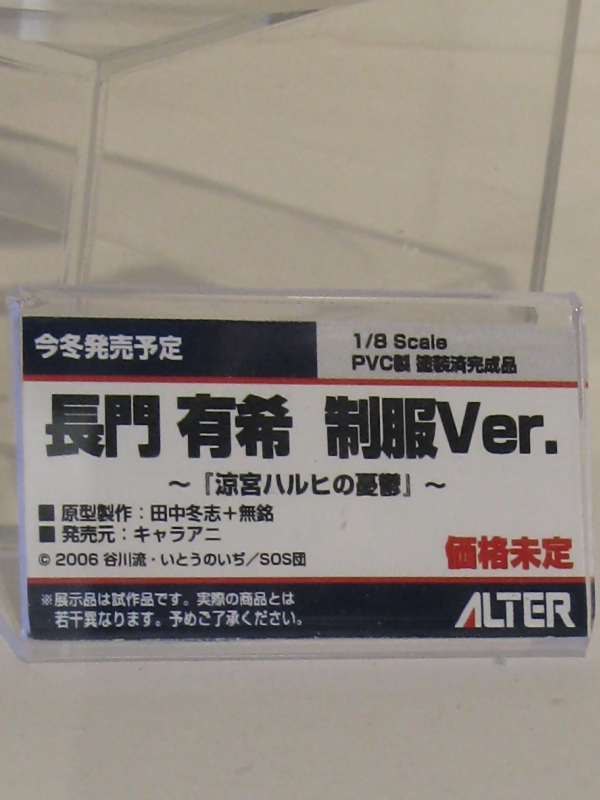 今冬発売予定
1/8 Scale
PVC製 塗装済完成品
長門 有希 制服Ver.
~『涼宮ハルヒの憂鬱』~
■ 原型製作:田中冬志+無銘
■ 発売元:キャラアニ
© 2006 谷川流・いとうのいぢ/SOS団
価格未定
※展示品は試作品です。実際の商品とは
若干異なります。予めご了承ください。
ALTER